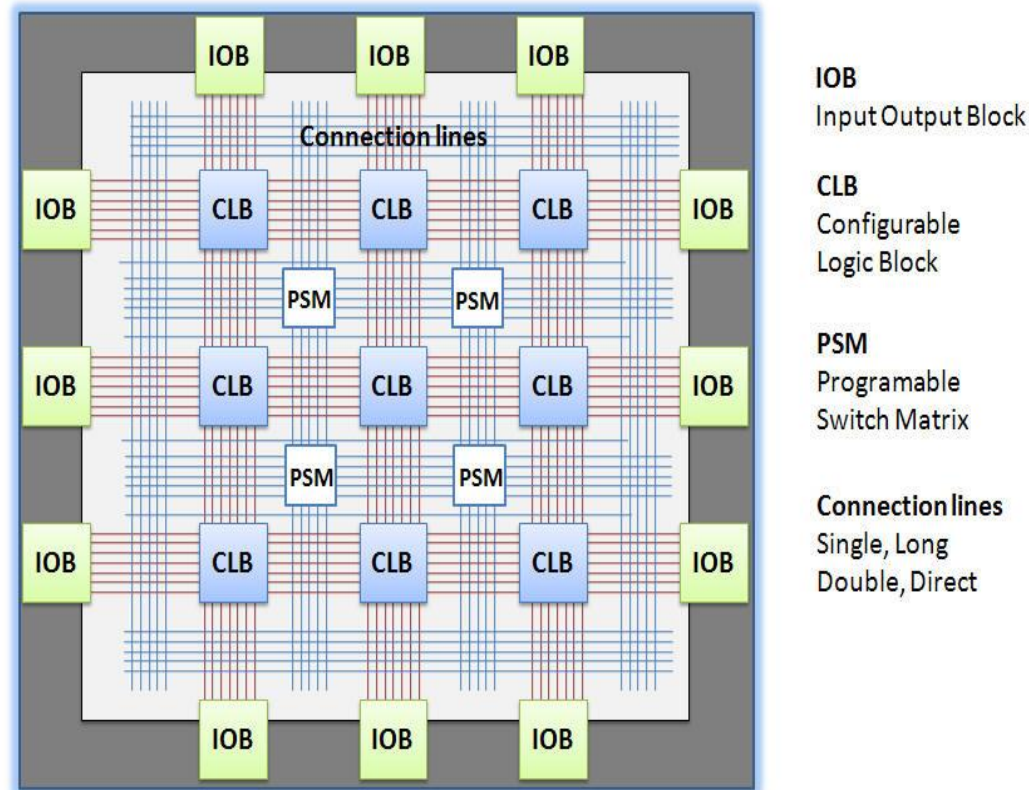 IOB IOB IOB
Connection lines
IOB CLB CLB CLB IOB
PSM PSM
IOB CLB CLB CLB IOB
PSM PSM
IOB CLB CLB CLB IOB
IOB IOB IOB
IOB
Input Output Block
CLB
Configurable
Logic Block
PSM
Programable
Switch Matrix
Connection lines
Single, Long
Double, Direct